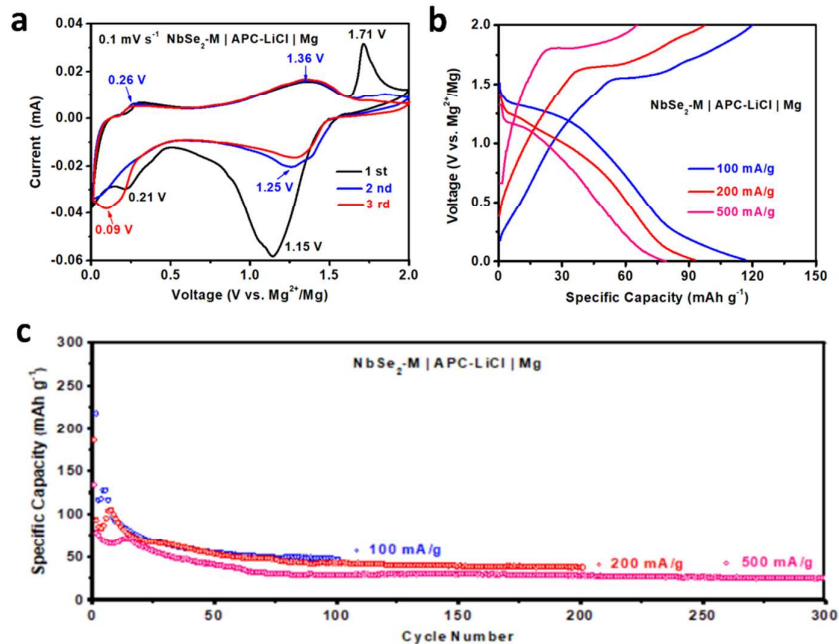 a
0.1 mV s⁻¹ NbSe₂-M | APC-LiCl | Mg
1.71 V
0.26 V
1.36 V
0.21 V
0.09 V
1.25 V
1.15 V
1 st
2 nd
3 rd
0.04
0.02
0.00
-0.02
-0.04
-0.06
Current (mA)
0.0 0.5 1.0 1.5 2.0
Voltage (V vs. Mg²⁺/Mg)
b
NbSe₂-M | APC-LiCl | Mg
100 mA/g
200 mA/g
500 mA/g
2.0
1.5
1.0
0.5
0.0
Voltage (V vs. Mg²⁺/Mg)
0 30 60 90 120 150
Specific Capacity (mAh g⁻¹)
c
NbSe₂-M | APC-LiCl | Mg
100 mA/g
200 mA/g
500 mA/g
300
250
200
150
100
50
0
Specific Capacity (mAh g⁻¹)
0 50 100 150 200 250 300
Cycle Number